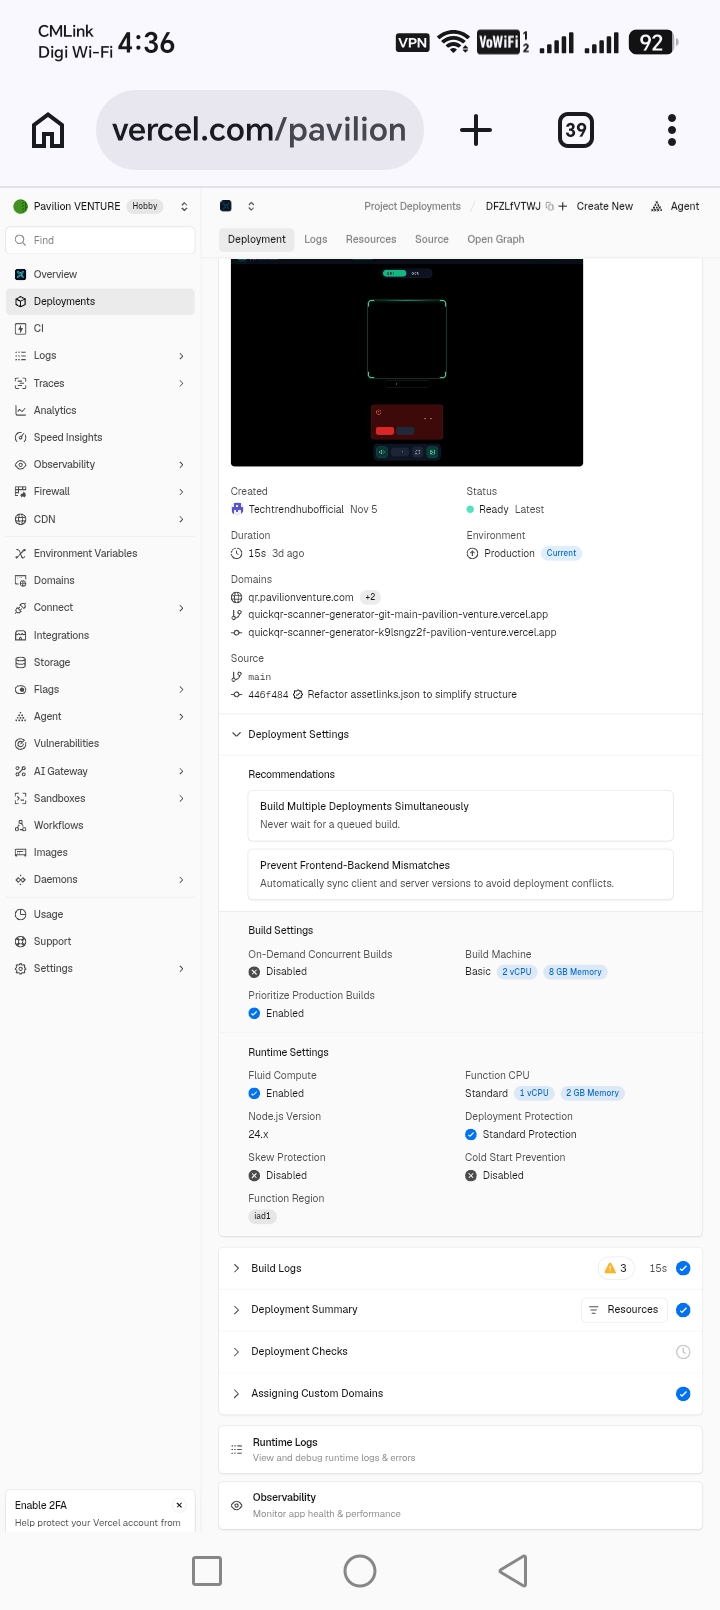 CMLink
Digi Wi-Fi 4:36
VPN VoWiFi 1 2 92
vercel.com/pavilion
39
Pavilion VENTURE Hobby
Project Deployments / DFZLfVTWJ Create New Agent
Find
Deployment Logs Resources Source Open Graph
Overview
Deployments
CI
Logs
Traces
Analytics
Speed Insights
Observability
Firewall
CDN
Environment Variables
Domains
Connect
Integrations
Storage
Flags
Agent
Vulnerabilities
AI Gateway
Sandboxes
Workflows
Images
Daemons
Usage
Support
Settings
Enable 2FA
Help protect your Vercel account from
Created Status
Techtrendhubofficial Nov 5 Ready Latest
Duration Environment
15s 3d ago Production Current
Domains
qr.pavilionventure.com +2
quickqr-scanner-generator-git-main-pavilion-venture.vercel.app
quickqr-scanner-generator-k9lsngz2f-pavilion-venture.vercel.app
Source
main
446f484 Refactor assetlinks.json to simplify structure
Deployment Settings
Recommendations
Build Multiple Deployments Simultaneously
Never wait for a queued build.
Prevent Frontend-Backend Mismatches
Automatically sync client and server versions to avoid deployment conflicts.
Build Settings
On-Demand Concurrent Builds Build Machine
Disabled Basic 2 vCPU 8 GB Memory
Prioritize Production Builds
Enabled
Runtime Settings
Fluid Compute Function CPU
Enabled Standard 1 vCPU 2 GB Memory
Node.js Version Deployment Protection
24.x Standard Protection
Skew Protection Cold Start Prevention
Disabled Disabled
Function Region
iad1
Build Logs 3 15s
Deployment Summary Resources
Deployment Checks
Assigning Custom Domains
Runtime Logs
View and debug runtime logs & errors
Observability
Monitor app health & performance